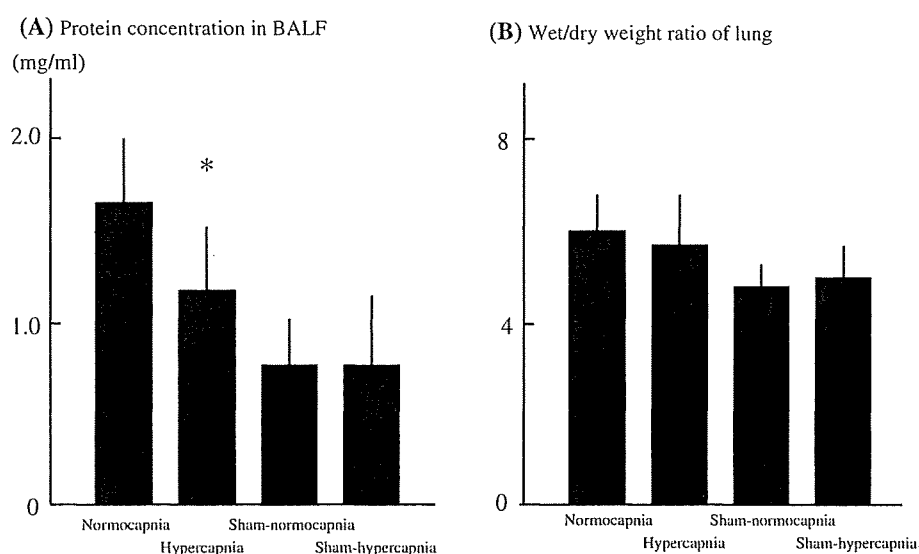 (A) Protein concentration in BALF
(mg/ml)
2.0
*
1.0
0
Normocapnia
Hypercapnia
Sham-normocapnia
Sham-hypercapnia
(B) Wet/dry weight ratio of lung
8
4
0
Normocapnia
Hypercapnia
Sham-normocapnia
Sham-hypercapnia